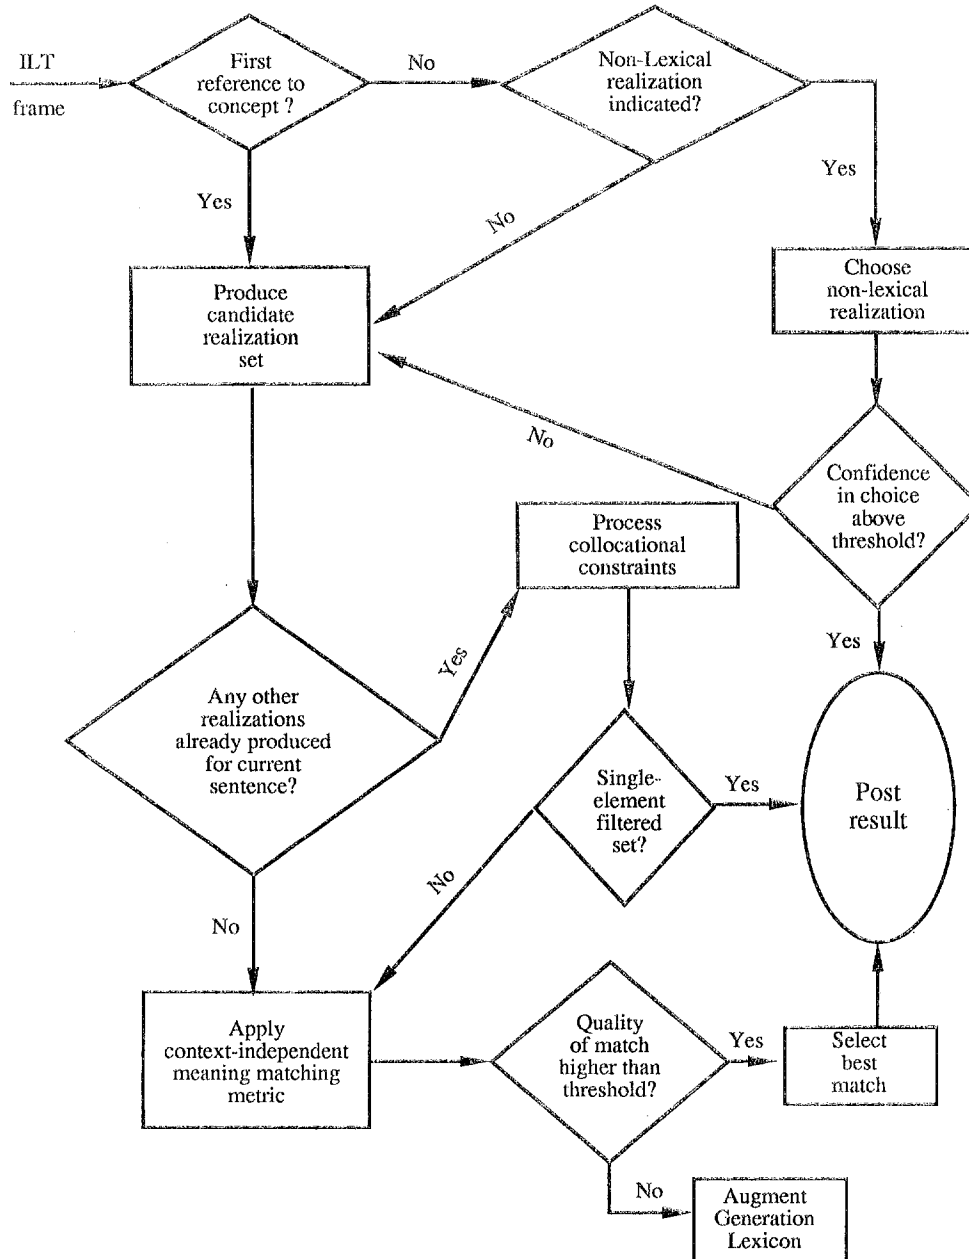 ILT
frame
First
reference to
concept ?
No
Non-Lexical
realization
indicated?
Yes
Yes
No
Produce
candidate
realization
set
Choose
non-lexical
realization
No
Confidence
in choice
above
threshold?
Process
collocational
constraints
Yes
Yes
Any other
realizations
already produced
for current
sentence?
Single-
element
filtered
set?
Yes
Post
result
No
No
Apply
context-independent
meaning matching
metric
Quality
of match
higher than
threshold?
Yes
Select
best
match
No
Augment
Generation
Lexicon